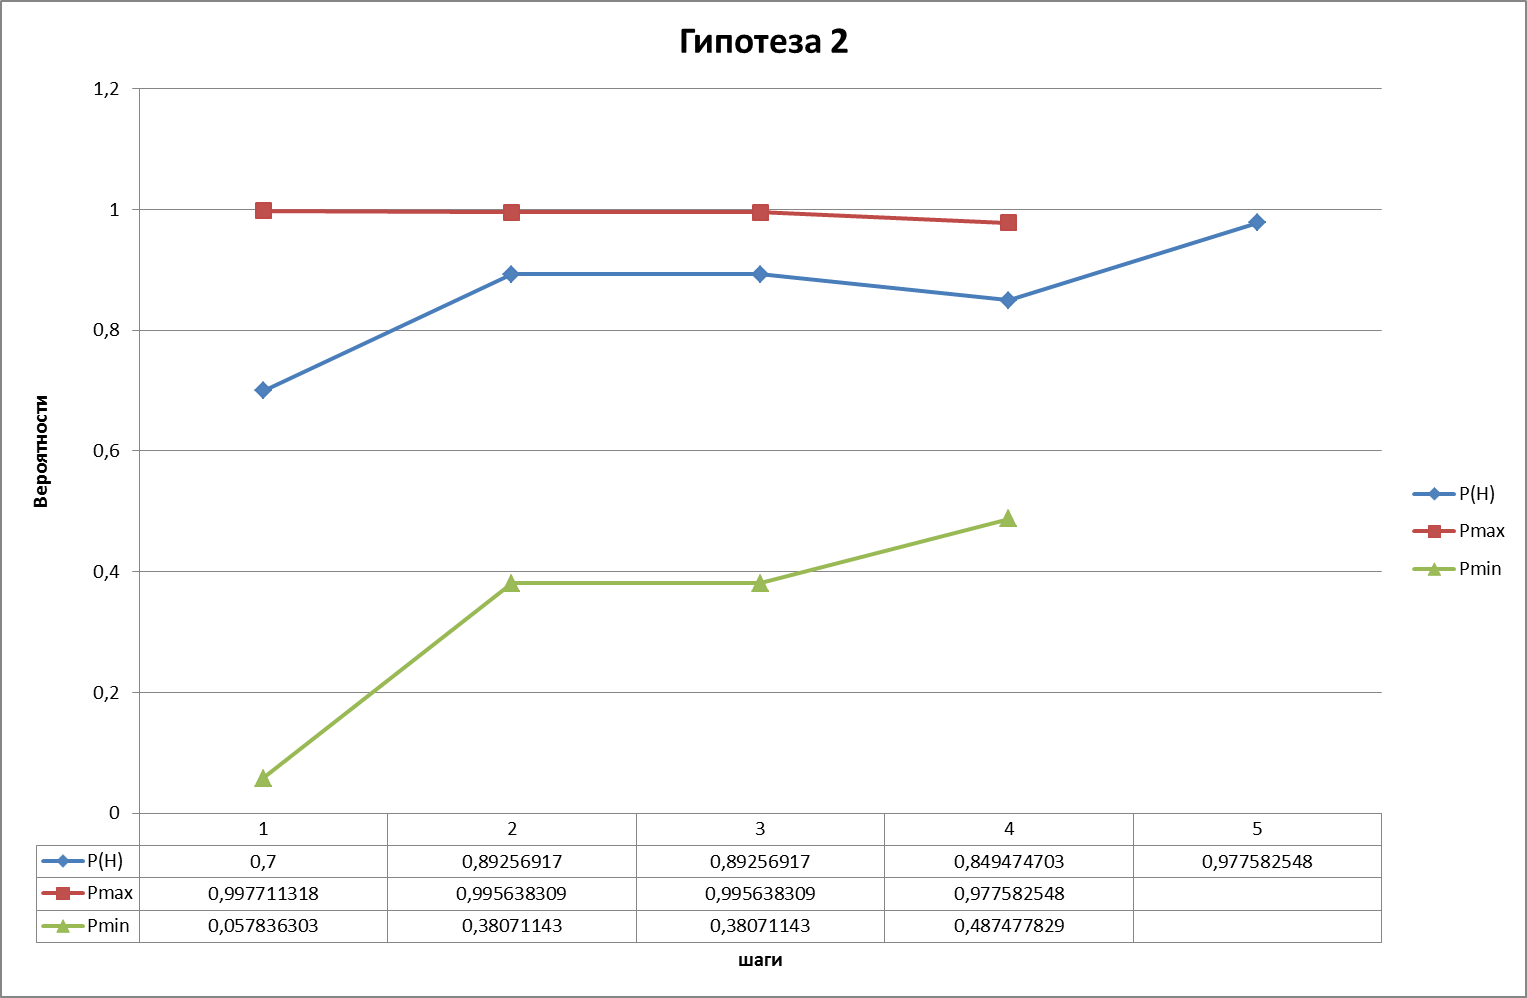 Гипотеза 2
1,2
1
0,8
0,6
0,4
0,2
0
Вероятности
P(H)
Pmax
Pmin
1 2 3 4 5
P(H) 0,7 0,89256917 0,89256917 0,849474703 0,977582548
Pmax 0,997711318 0,995638309 0,995638309 0,977582548
Pmin 0,057836303 0,38071143 0,38071143 0,487477829
шаги